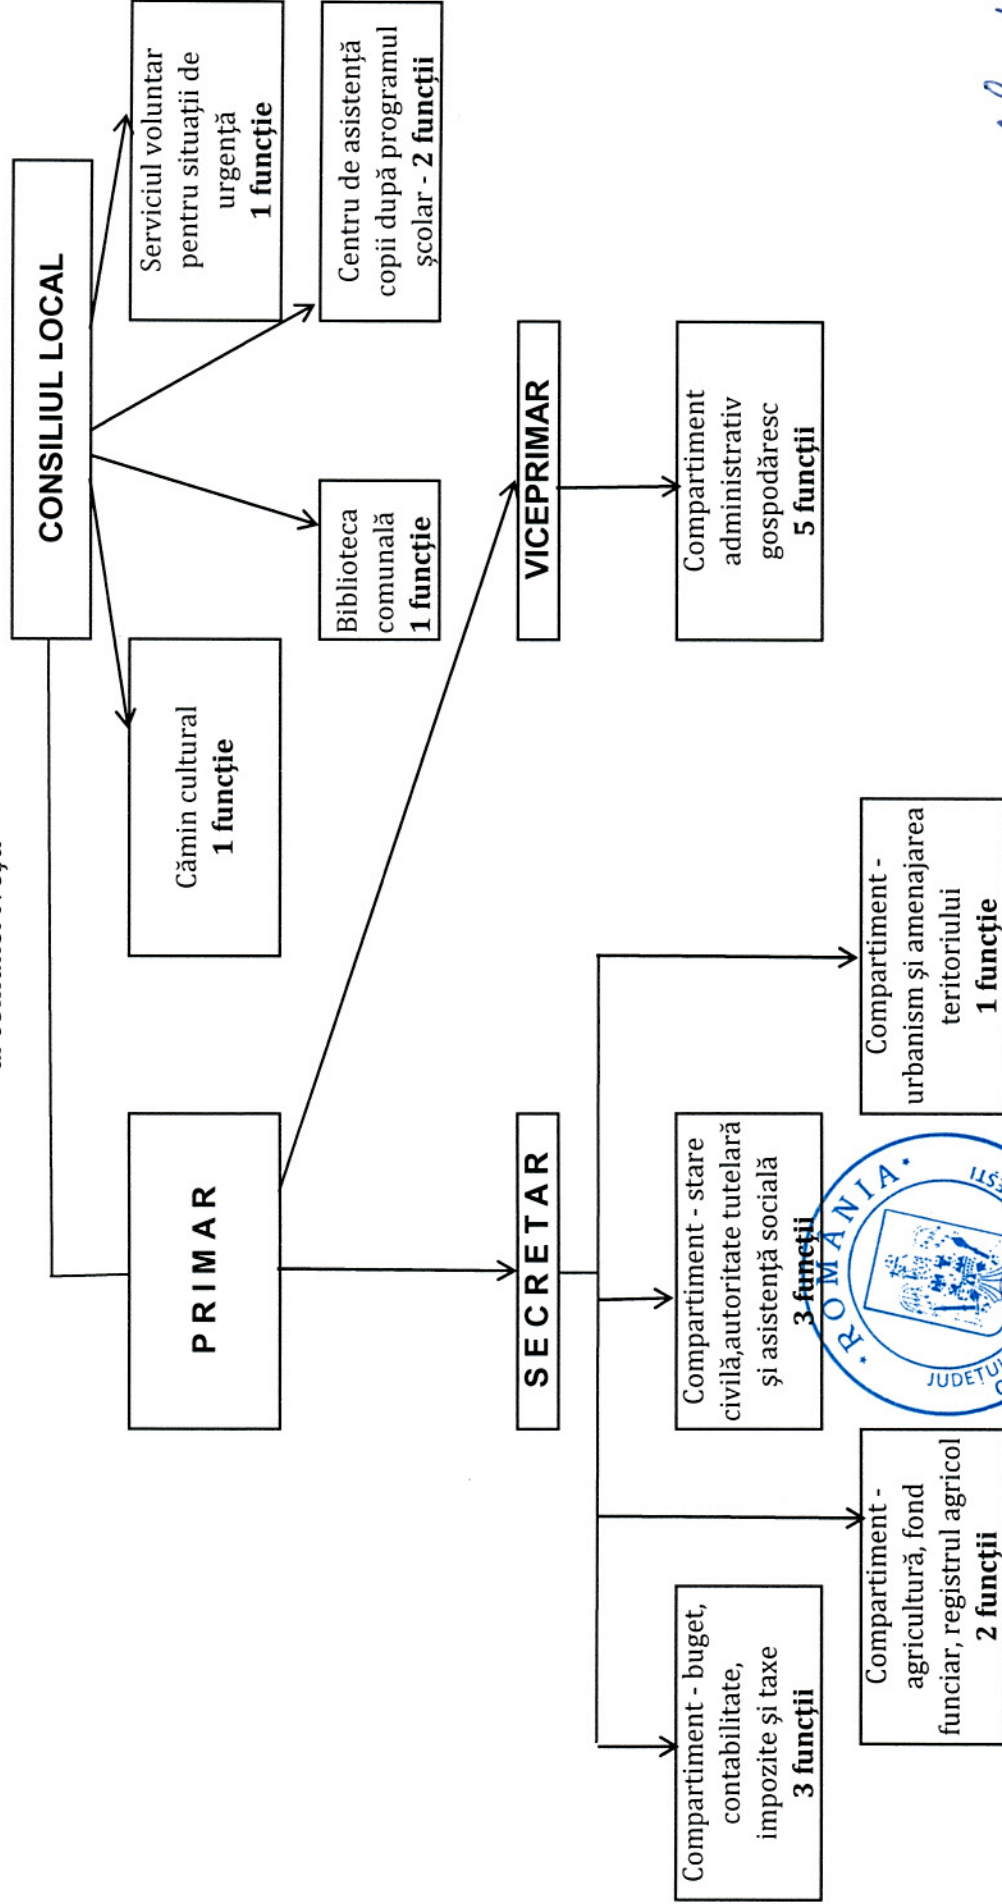 CONSILIUL LOCAL
PRIMAR
Cămin cultural
1 funcție
Serviciul voluntar
pentru situații de
urgență
1 funcție
Biblioteca
comunală
1 funcție
Centru de asistență
copii după programul
școlar - 2 funcții
SECRETAR
VICEPRIMAR
Compartiment - buget,
contabilitate,
impozite și taxe
3 funcții
Compartiment - stare
civilă,autoritate tutelară
și asistență socială
3 funcții
Compartiment
administrativ
gospodăresc
5 funcții
Compartiment -
agricultură, fond
funciar, registrul agricol
2 funcții
Compartiment -
urbanism și amenajarea
teritoriului
1 funcție
ROMÂNIA